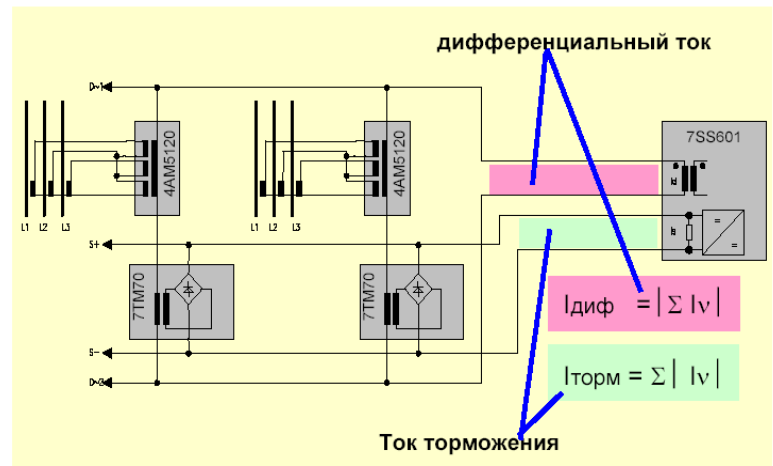 дифференциальный ток
D~1
4AM5120
4AM5120
7SS601
L1 L2 L3
L1 L2 L3
S+
7TM70
7TM70
Iдиф = | Σ Iν |
S-
Iторм = Σ | Iν |
D~2
Ток торможения